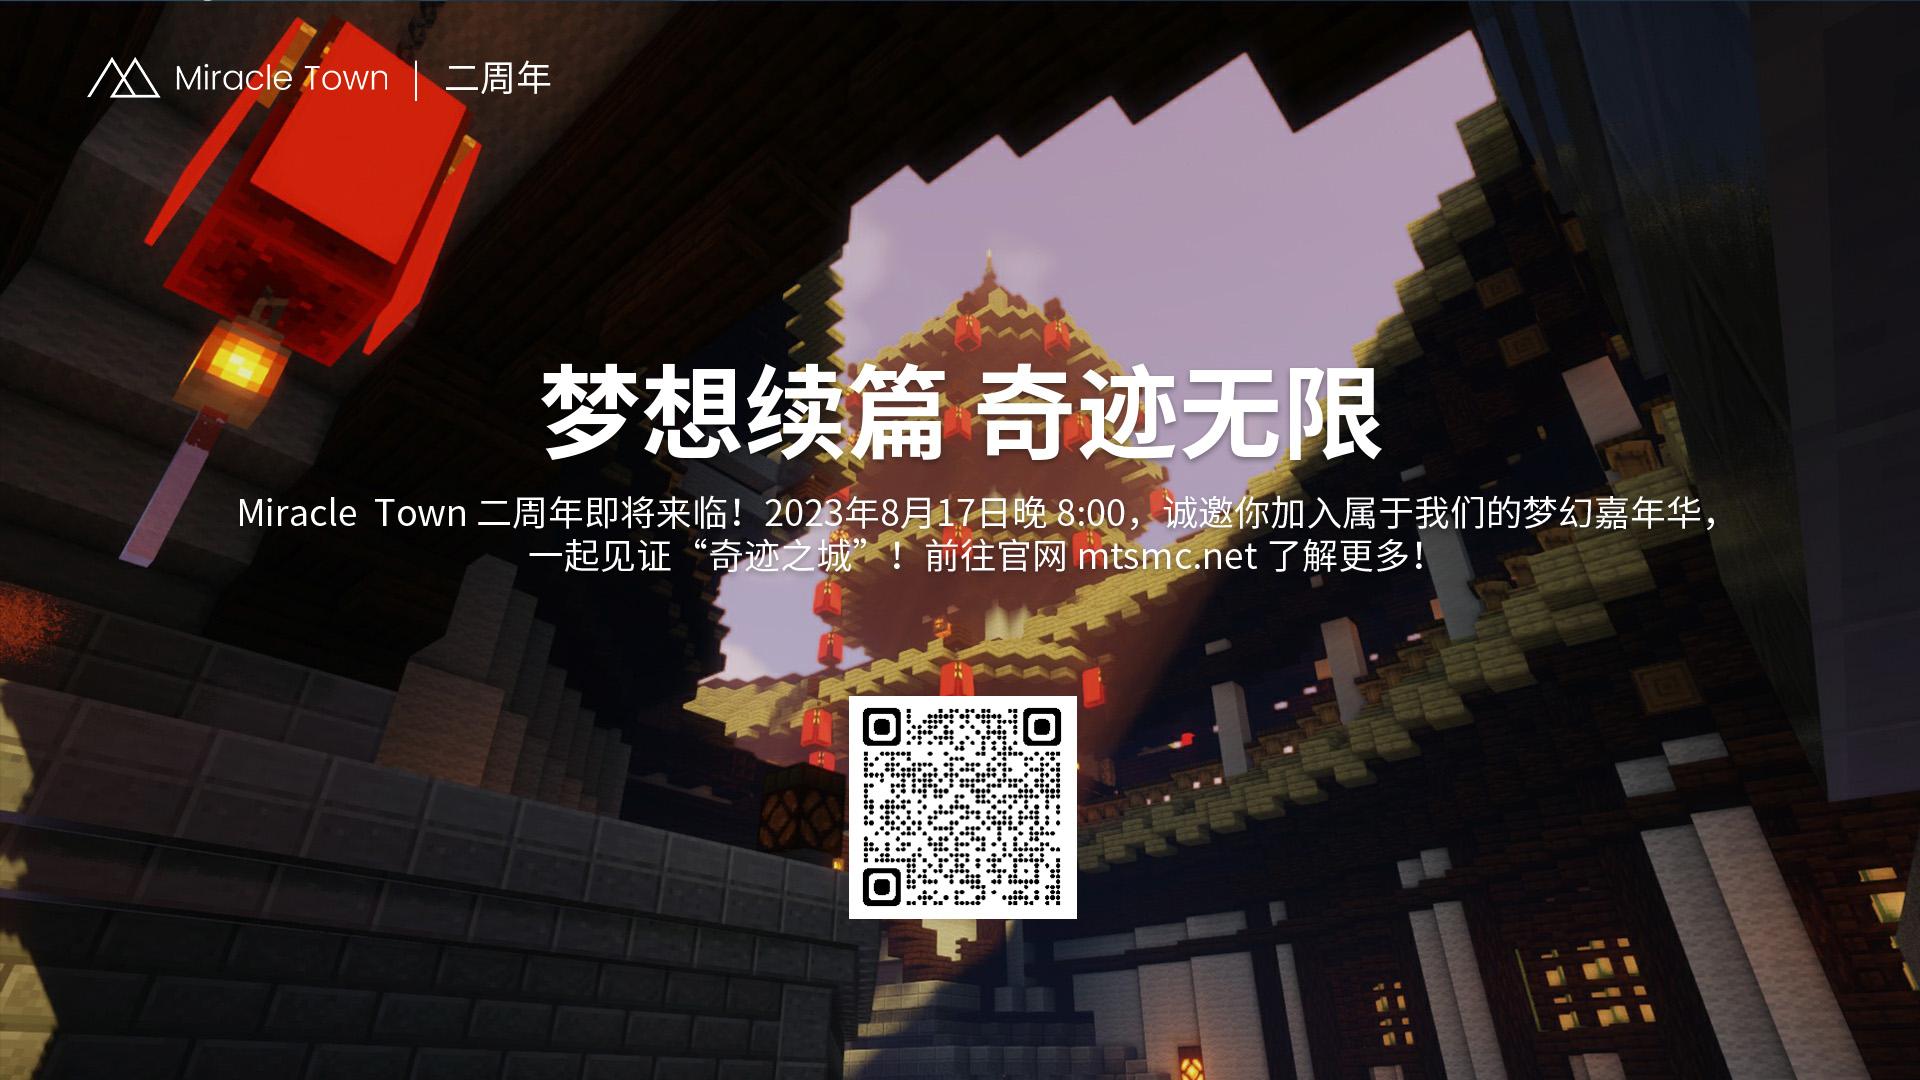 Miracle Town | 二周年
梦想续篇 奇迹无限
Miracle Town 二周年即将来临！2023年8月17日晚 8:00，诚邀你加入属于我们的梦幻嘉年华，
一起见证“奇迹之城”！前往官网 mtsmc.net 了解更多！